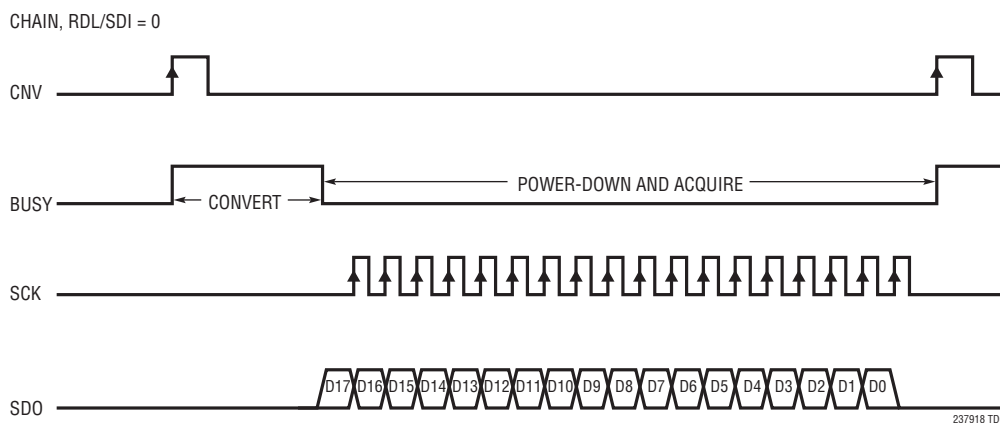 CHAIN, RDL/SDI = 0
CNV
POWER-DOWN AND ACQUIRE
BUSY
CONVERT
SCK
D17 D16 D15 D14 D13 D12 D11 D10 D9 D8 D7 D6 D5 D4 D3 D2 D1 D0
SDO
237918 TD